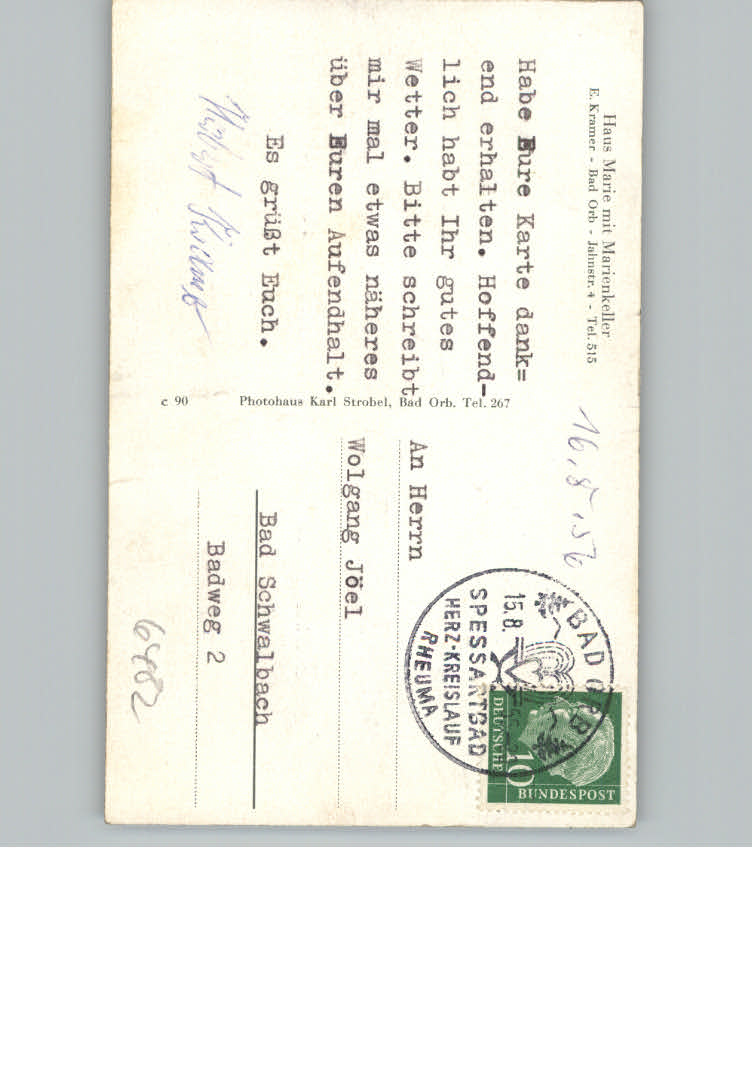 Haus Marie mit Marienkeller
E. Kramer - Bad Orb - Jahnstr. 4 - Tel. 515
Habe Eure Karte dank=
end erhalten. Hoffend-
lich habt Ihr gutes
Wetter. Bitte schreibt
mir mal etwas näheres
über Euren Aufendhalt.
Es grüßt Euch.
c 90 Photohaus Karl Strobel, Bad Orb. Tel. 267
16.8.56
BAD ORB
15.8.
SPESSARTBAD
HERZ-KREISLAUF
RHEUMA
DEUTSCHE
10
BUNDESPOST
An Herrn
Wolgang Jöel
Bad Schwalbach
Badweg 2
6482